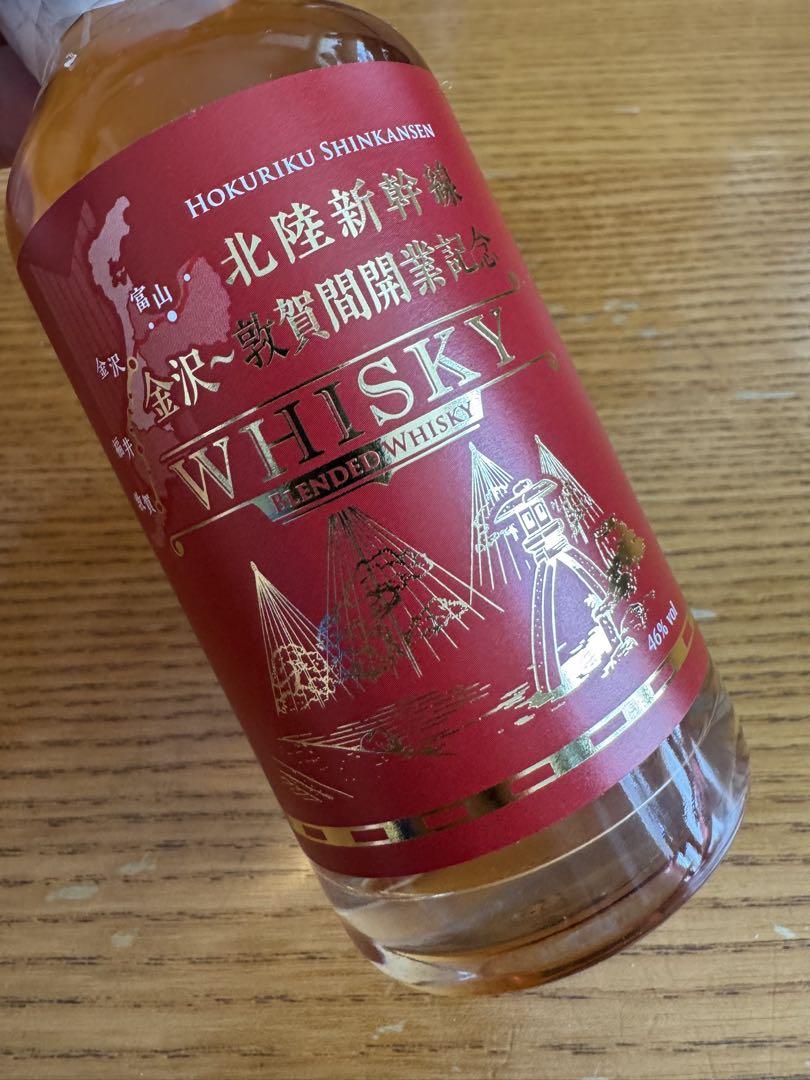 HOKURIKU SHINKANSEN
北陸新幹線
金沢~敦賀間開業記念
WHISKY
BLENDED WHISKY
富山
金沢
福井
敦賀
46% vol